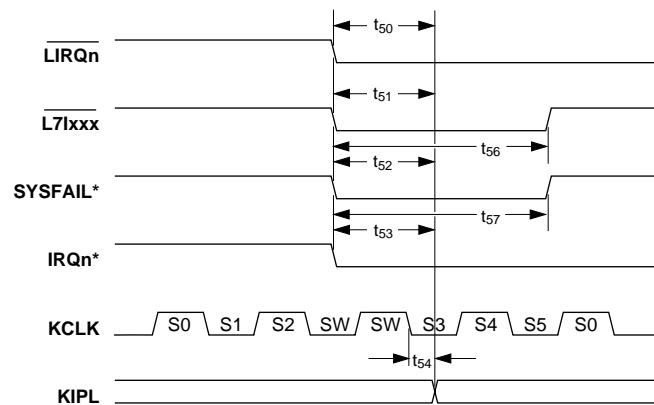 t50
LIRQn
t51
L7Ixxx
t56
t52
SYSFAIL*
t57
t53
IRQn*
KCLK S0 S1 S2 SW SW S3 S4 S5 S0
t54
KIPL